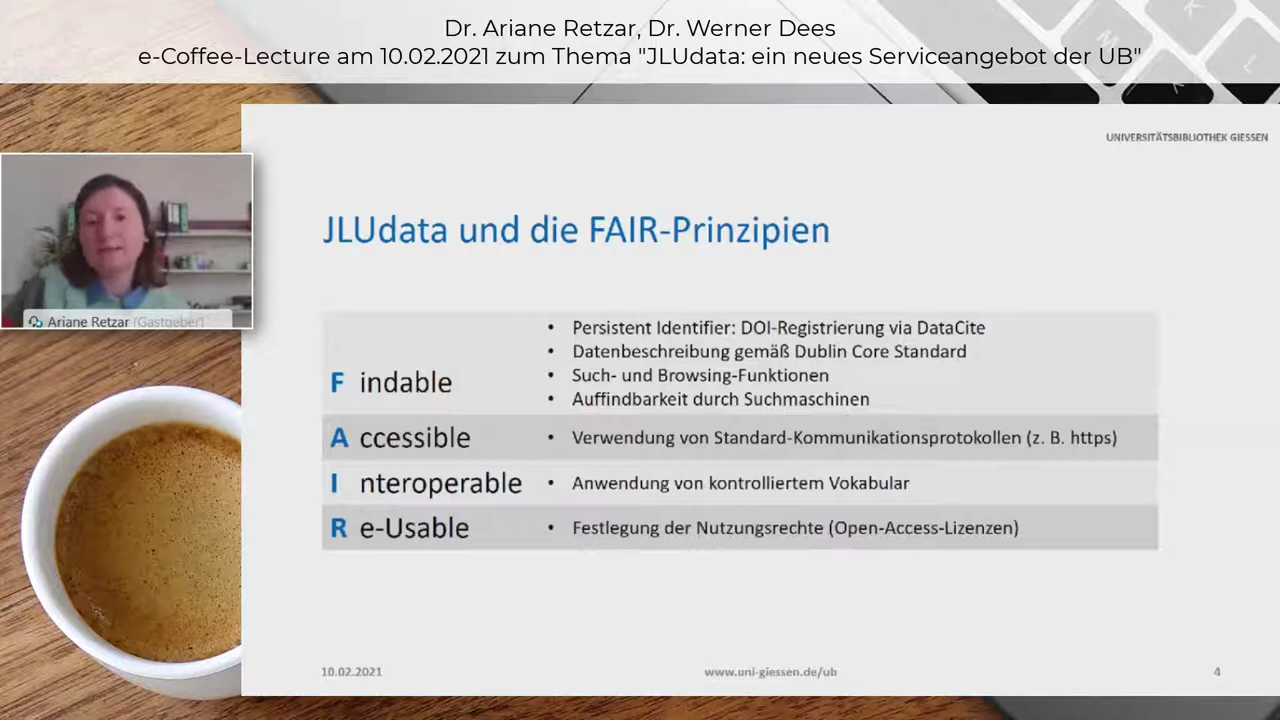 Dr. Ariane Retzar, Dr. Werner Dees
e-Coffee-Lecture am 10.02.2021 zum Thema "JLUdata: ein neues Serviceangebot der UB"
UNIVERSITÄTSBIBLIOTHEK GIESSEN
Ariane Retzar (Gastgeber)
JLUdata und die FAIR-Prinzipien
• Persistent Identifier: DOI-Registrierung via DataCite
• Datenbeschreibung gemäß Dublin Core Standard
• Such- und Browsing-Funktionen
• Auffindbarkeit durch Suchmaschinen
F indable
A ccessible • Verwendung von Standard-Kommunikationsprotokollen (z. B. https)
I nteroperable • Anwendung von kontrolliertem Vokabular
R e-Usable • Festlegung der Nutzungsrechte (Open-Access-Lizenzen)
10.02.2021 www.uni-giessen.de/ub 4